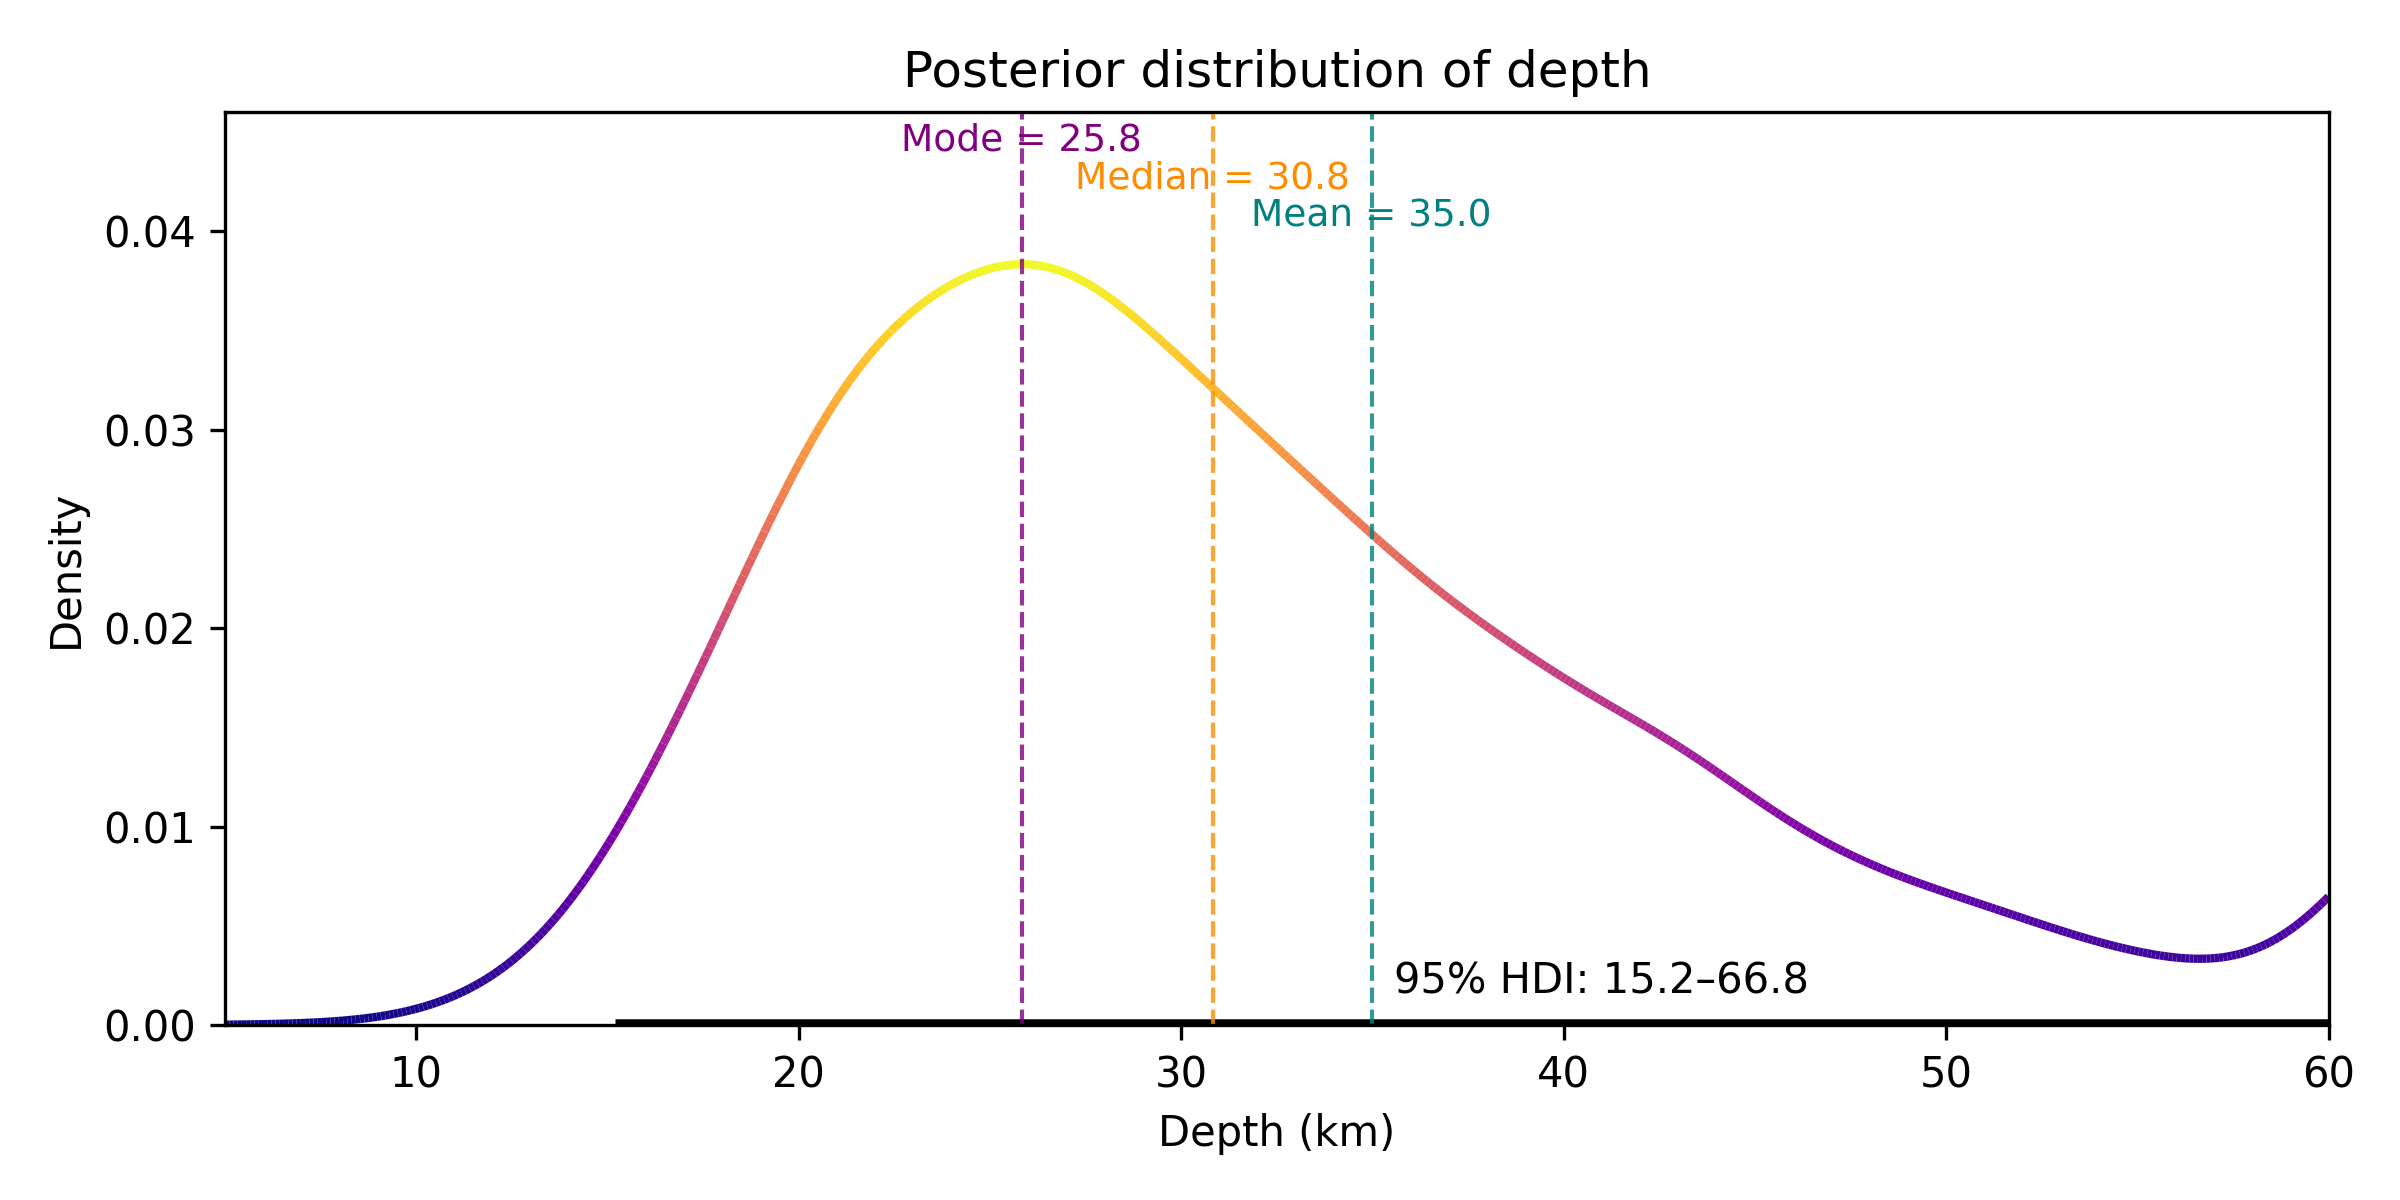 Posterior distribution of depth
Mode = 25.8
Median = 30.8
Mean = 35.0
0.04
0.03
0.02
0.01
0.00
Density
95% HDI: 15.2–66.8
10 20 30 40 50 60
Depth (km)